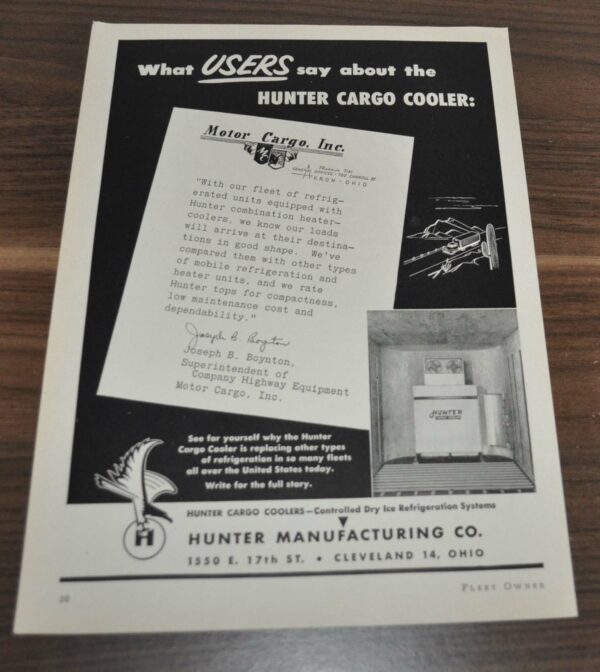 What USERS say about the
HUNTER CARGO COOLER:
Motor Cargo, Inc.
GENERAL OFFICES · 700 CARROLL ST
AKRON · OHIO
"With our fleet of refrig-
erated units equipped with
Hunter combination heater-
coolers, we know our loads
will arrive at their destina-
tions in good shape. We've
compared them with other types
of mobile refrigeration and
heater units, and we rate
Hunter tops for compactness,
low maintenance cost and
dependability."
Joseph B. Boynton
Joseph B. Boynton,
Superintendent of
Company Highway Equipment
Motor Cargo, Inc.
HUNTER
See for yourself why the Hunter
Cargo Cooler is replacing other types
of refrigeration in so many fleets
all over the United States today.
Write for the full story.
H
HUNTER CARGO COOLERS—Controlled Dry Ice Refrigeration Systems
HUNTER MANUFACTURING CO.
1550 E. 17th ST. • CLEVELAND 14, OHIO
FLEET OWNER